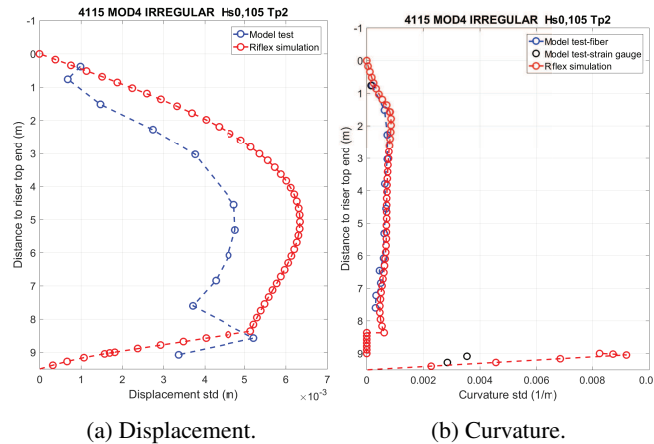 4115 MOD4 IRREGULAR Hs0,105 Tp2
Model test
Riflex simulation
Distance to riser top end (m)
0
1
2
3
4
5
6
7
8
9
0 1 2 3 4 5 6 7
Displacement std (m)
×10⁻³
(a) Displacement.
4115 MOD4 IRREGULAR Hs0,105 Tp2
Model test-fiber
Model test-strain gauge
Riflex simulation
Distance to riser top end (m)
0
1
2
3
4
5
6
7
8
9
0 0.002 0.004 0.006 0.008 0.01
Curvature std (1/m)
(b) Curvature.